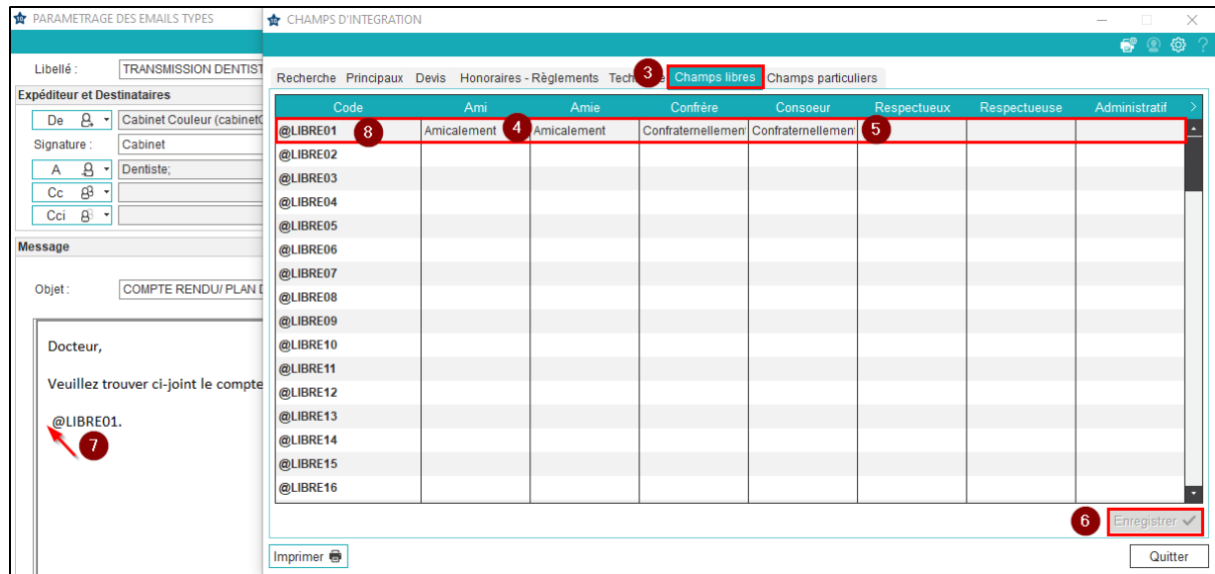 PARAMETRAGE DES EMAILS TYPES
Libellé :
TRANSMISSION DENTIST
Expéditeur et Destinataires
De
Cabinet Couleur (cabinet
Signature :
Cabinet
A
Dentiste;
Cc
Cci
Message
Objet :
COMPTE RENDU/ PLAN
Docteur,
Veuillez trouver ci-joint le compte
@LIBRE01.
7
CHAMPS D'INTEGRATION
?
Recherche Principaux Devis Honoraires - Règlements 3 Champs libres Champs particuliers
Code Ami Amie Confrère Consoeur Respectueux Respectueuse Administratif >
@LIBRE01 8 Amicalement 4 Amicalement Confraternellemen Confraternellemen 5
@LIBRE02
@LIBRE03
@LIBRE04
@LIBRE05
@LIBRE06
@LIBRE07
@LIBRE08
@LIBRE09
@LIBRE10
@LIBRE11
@LIBRE12
@LIBRE13
@LIBRE14
@LIBRE15
@LIBRE16
6 Enregistrer
Imprimer
Quitter